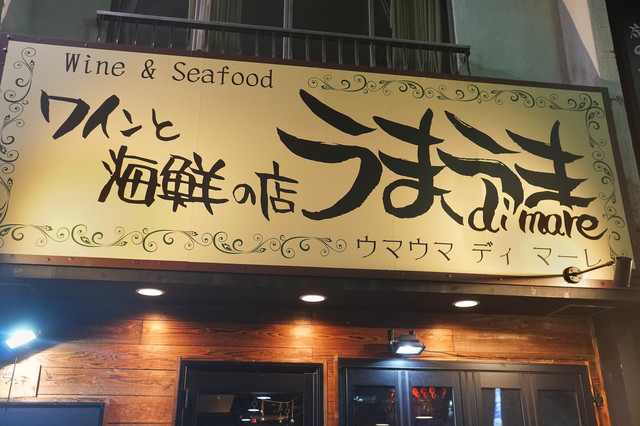 Wine & Seafood
ワインと
海鮮の店
うまうま
di mare
ウマウマ ディ マーレ